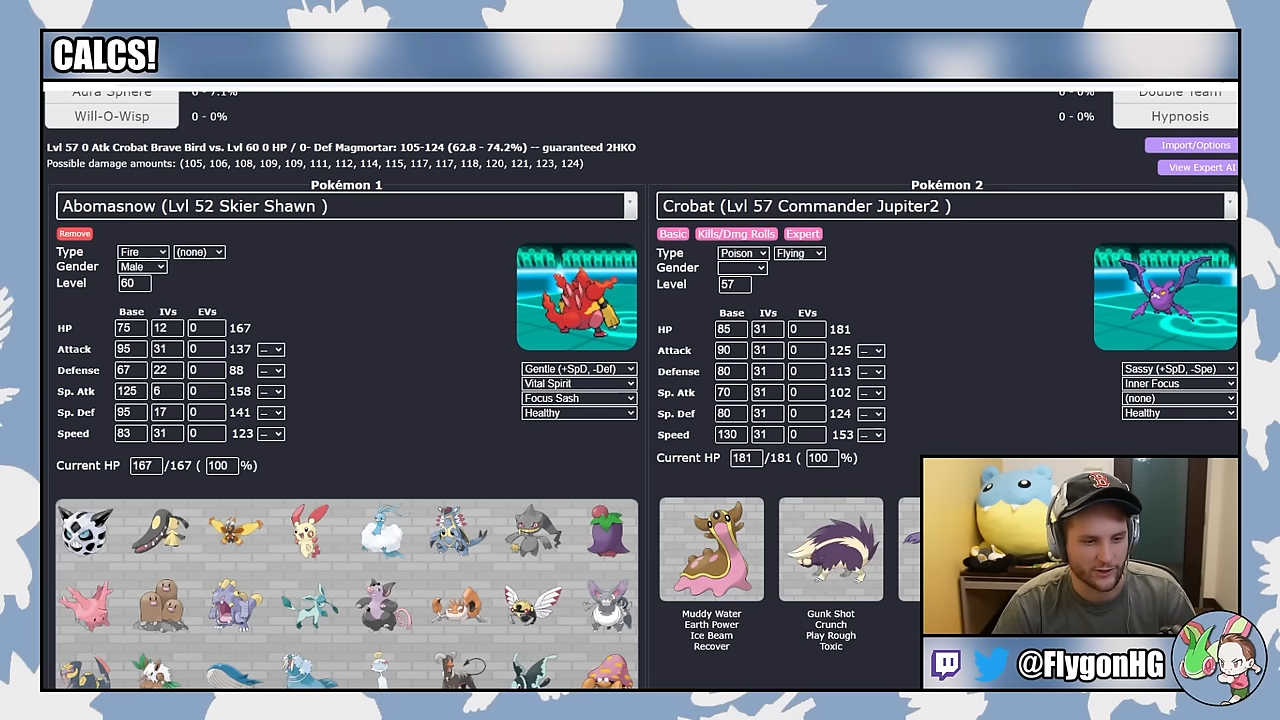 CALCS!
Aura Sphere 0 - 7.1% 0 - 0% Double Team
Will-O-Wisp 0 - 0% 0 - 0% Hypnosis
Lvl 57 0 Atk Crobat Brave Bird vs. Lvl 60 0 HP / 0- Def Magmortar: 105-124 (62.8 - 74.2%) -- guaranteed 2HKO
Import/Options
Possible damage amounts: (105, 106, 108, 109, 109, 111, 112, 114, 115, 117, 117, 118, 120, 121, 123, 124)
View Expert AI
Pokémon 1
Abomasnow (Lvl 52 Skier Shawn )
Remove
Type Fire (none)
Gender Male
Level 60
Base IVs EVs
HP 75 12 0 167
Attack 95 31 0 137 --
Defense 67 22 0 88 --
Sp. Atk 125 6 0 158 --
Sp. Def 95 17 0 141 --
Speed 83 31 0 123 --
Gentle (+SpD, -Def)
Vital Spirit
Focus Sash
Healthy
Current HP 167 /167 ( 100 %)
Pokémon 2
Crobat (Lvl 57 Commander Jupiter2 )
Basic Kills/Dmg Rolls Expert
Type Poison Flying
Gender
Level 57
Base IVs EVs
HP 85 31 0 181
Attack 90 31 0 125 --
Defense 80 31 0 113 --
Sp. Atk 70 31 0 102 --
Sp. Def 80 31 0 124 --
Speed 130 31 0 153 --
Sassy (+SpD, -Spe)
Inner Focus
(none)
Healthy
Current HP 181 /181 ( 100 %)
Muddy Water
Earth Power
Ice Beam
Recover
Gunk Shot
Crunch
Play Rough
Toxic
B
@FlygonHG